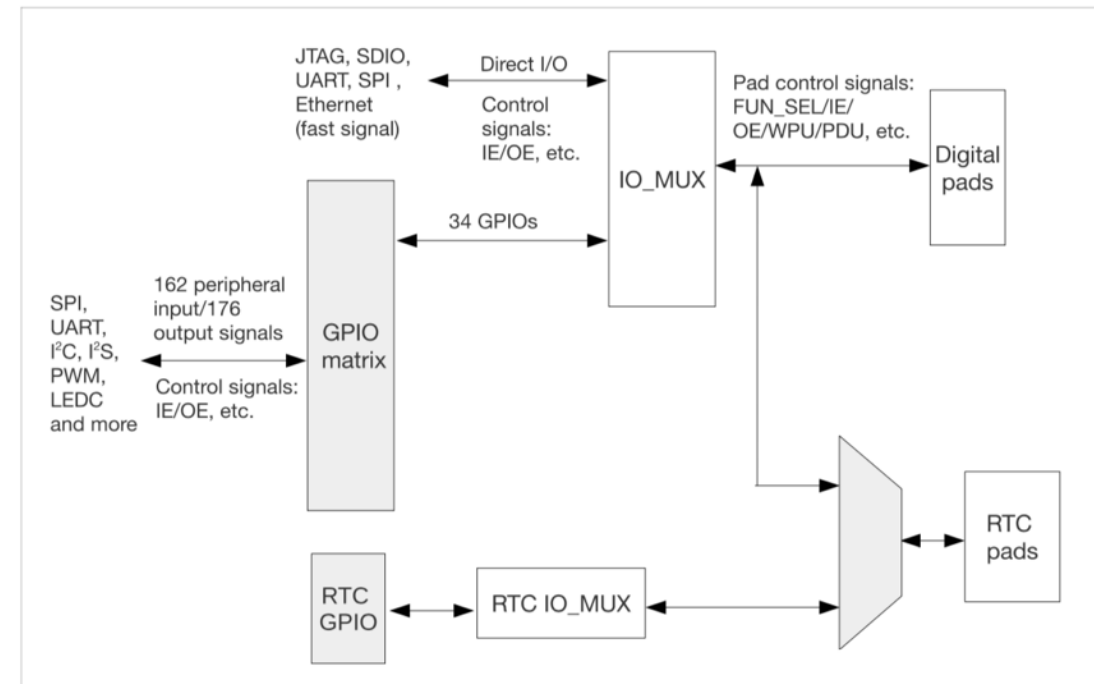 JTAG, SDIO,
UART, SPI ,
Ethernet
(fast signal)
Direct I/O
Control
signals:
IE/OE, etc.
IO_MUX
Pad control signals:
FUN_SEL/IE/
OE/WPU/PDU, etc.
Digital
pads
34 GPIOs
SPI,
UART,
I²C, I²S,
PWM,
LEDC
and more
162 peripheral
input/176
output signals
Control signals:
IE/OE, etc.
GPIO
matrix
RTC
pads
RTC
GPIO
RTC IO_MUX